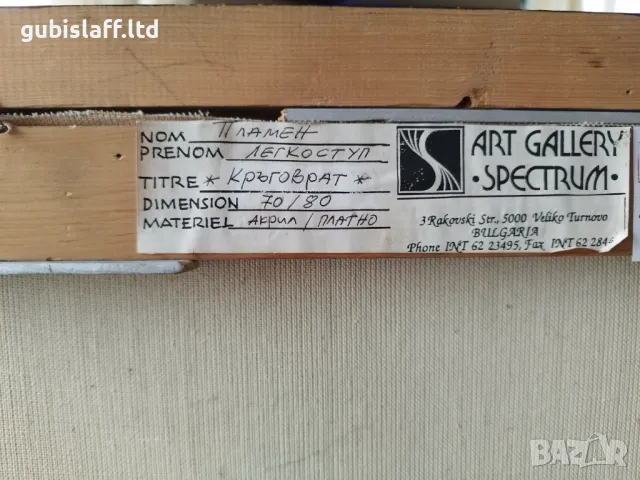 gubislaff.ltd
NOM ПЛАМЕН
PRENOM ЛЕГКОСТУП
TITRE * КРЪГОВРАТ *
DIMENSION 70/80
MATERIEL АКРИЛ/ПЛАТНО
ART GALLERY
·SPECTRUM·
3 Rakovski Str., 5000 Veliko Turnovo
BULGARIA
Phone INT 62 23495, Fax INT 62 284
BAZAR